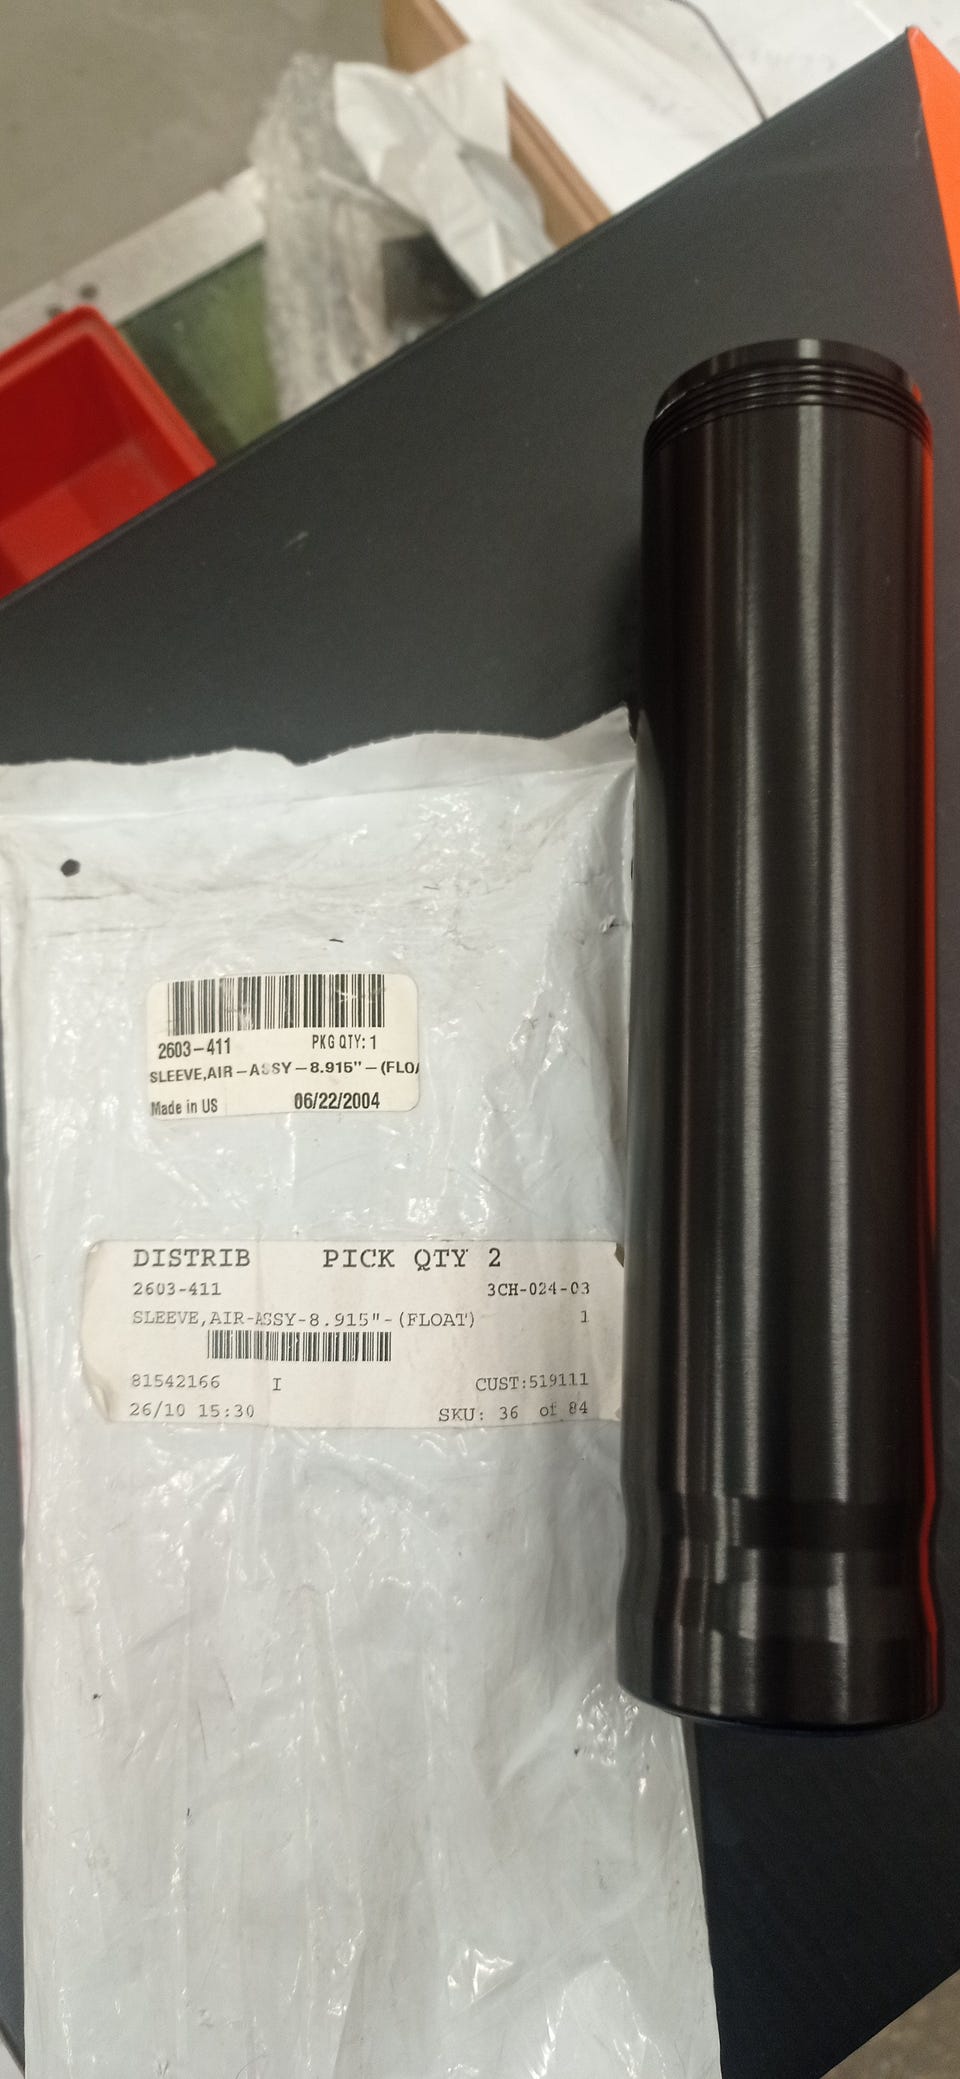 2603-411 PKG QTY: 1
SLEEVE,AIR-ASSY-8.915"-(FLOA
Made in US 06/22/2004
DISTRIB PICK QTY 2
2603-411 3CH-024-03
SLEEVE,AIR-ASSY-8.915"-(FLOAT) 1
81542166 I CUST:519111
26/10 15:30 SKU: 36 of 84